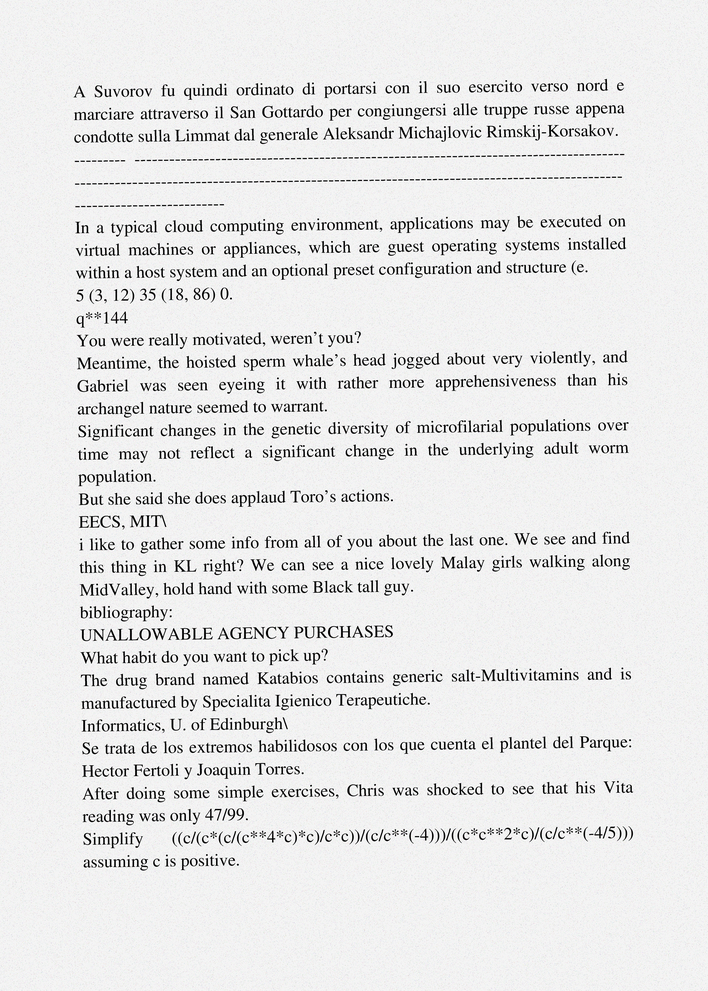 A Suvorov fu quindi ordinato di portarsi con il suo esercito verso nord e
marciare attraverso il San Gottardo per congiungersi alle truppe russe appena
condotte sulla Limmat dal generale Aleksandr Michajlovic Rimskij-Korsakov.
--------- -------------------------------------------------------------------------------------
-----------------------------------------------------------------------------------------------
--------------------------
In a typical cloud computing environment, applications may be executed on
virtual machines or appliances, which are guest operating systems installed
within a host system and an optional preset configuration and structure (e.
5 (3, 12) 35 (18, 86) 0.
q**144
You were really motivated, weren't you?
Meantime, the hoisted sperm whale's head jogged about very violently, and
Gabriel was seen eyeing it with rather more apprehensiveness than his
archangel nature seemed to warrant.
Significant changes in the genetic diversity of microfilarial populations over
time may not reflect a significant change in the underlying adult worm
population.
But she said she does applaud Toro's actions.
EECS, MIT\
i like to gather some info from all of you about the last one. We see and find
this thing in KL right? We can see a nice lovely Malay girls walking along
MidValley, hold hand with some Black tall guy.
bibliography:
UNALLOWABLE AGENCY PURCHASES
What habit do you want to pick up?
The drug brand named Katabios contains generic salt-Multivitamins and is
manufactured by Specialita Igienico Terapeutiche.
Informatics, U. of Edinburgh\
Se trata de los extremos habilidosos con los que cuenta el plantel del Parque:
Hector Fertoli y Joaquin Torres.
After doing some simple exercises, Chris was shocked to see that his Vita
reading was only 47/99.
Simplify ((c/(c*(c/(c**4*c)*c)/c*c))/(c/c**(-4)))/((c*c**2*c)/(c/c**(-4/5)))
assuming c is positive.